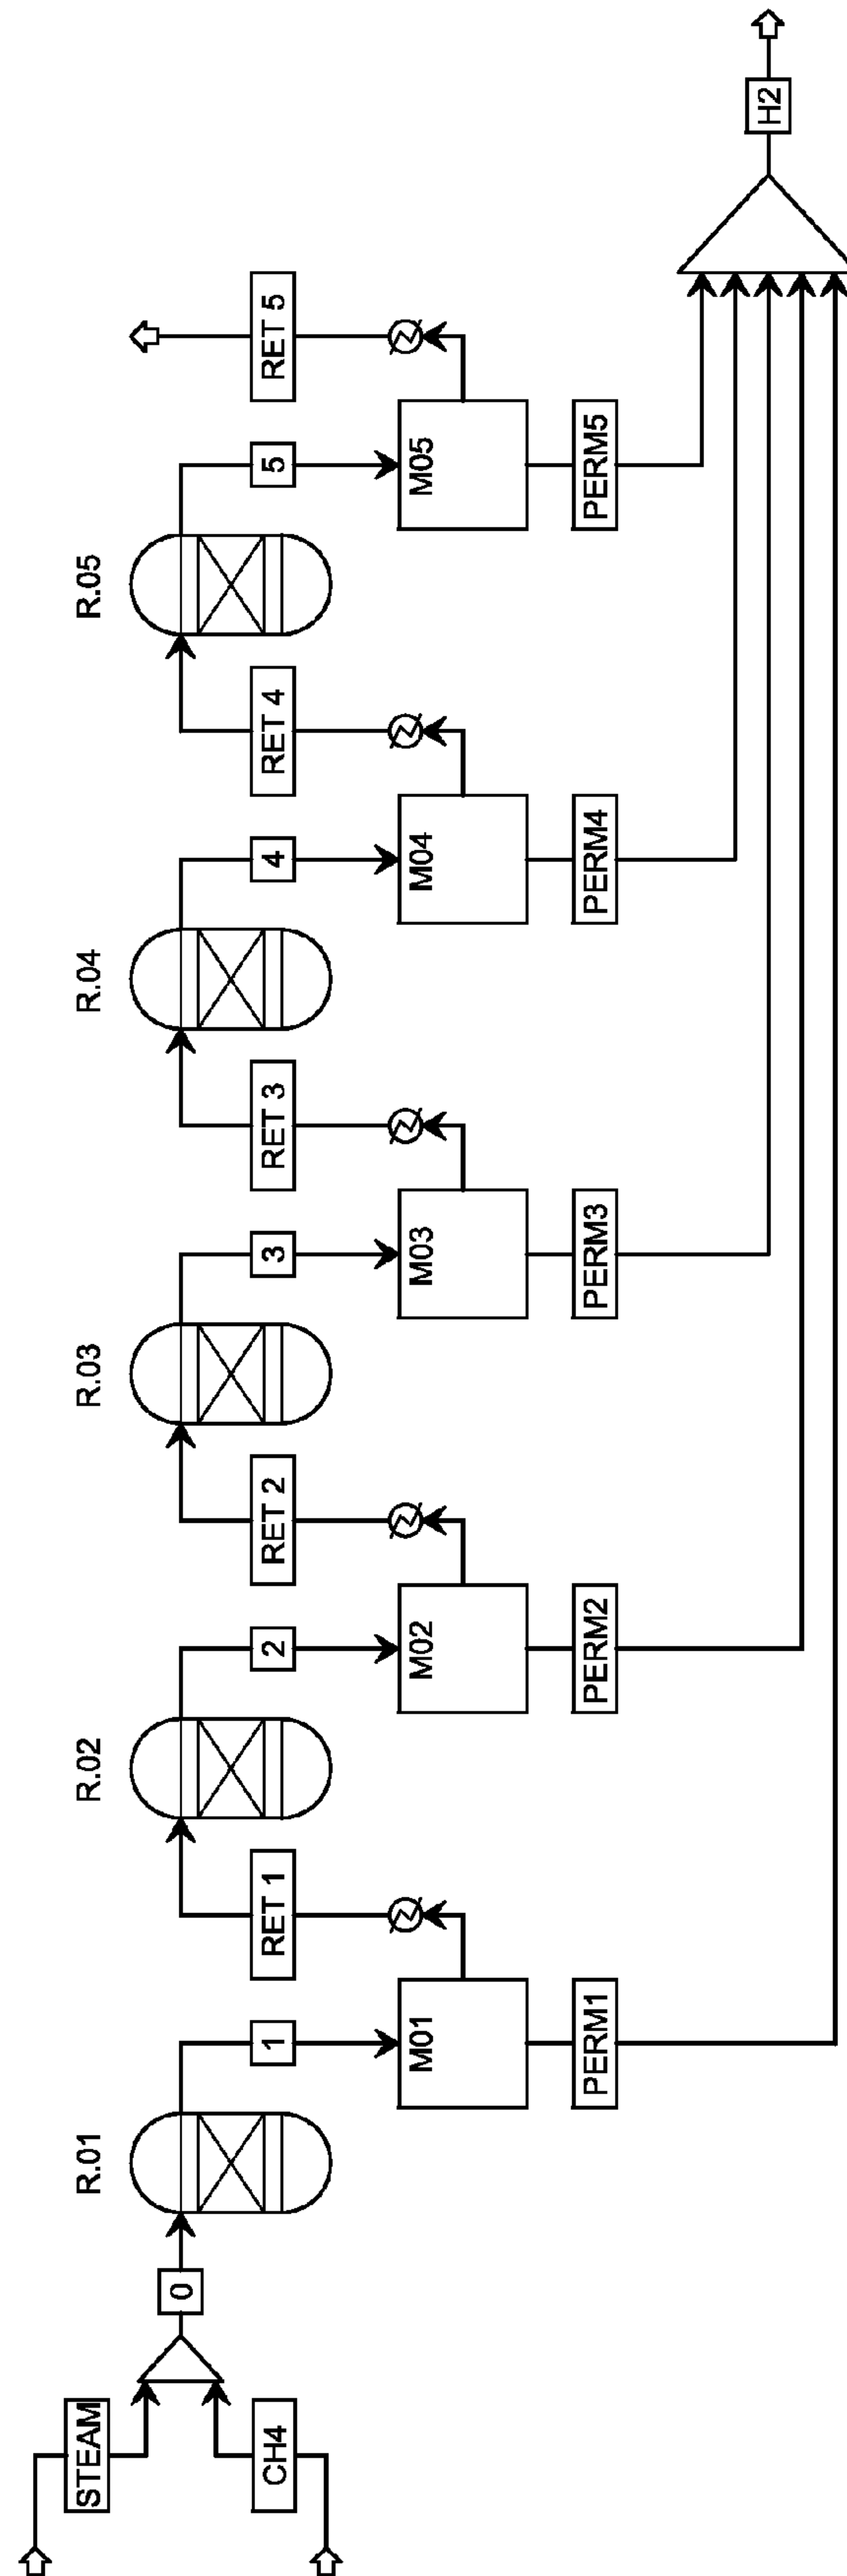 STEAM
CH4
0
R.01
1
M01
RET 1
PERM1
R.02
2
M02
RET 2
PERM2
R.03
3
M03
RET 3
PERM3
R.04
4
M04
RET 4
PERM4
R.05
5
M05
RET 5
PERM5
H2